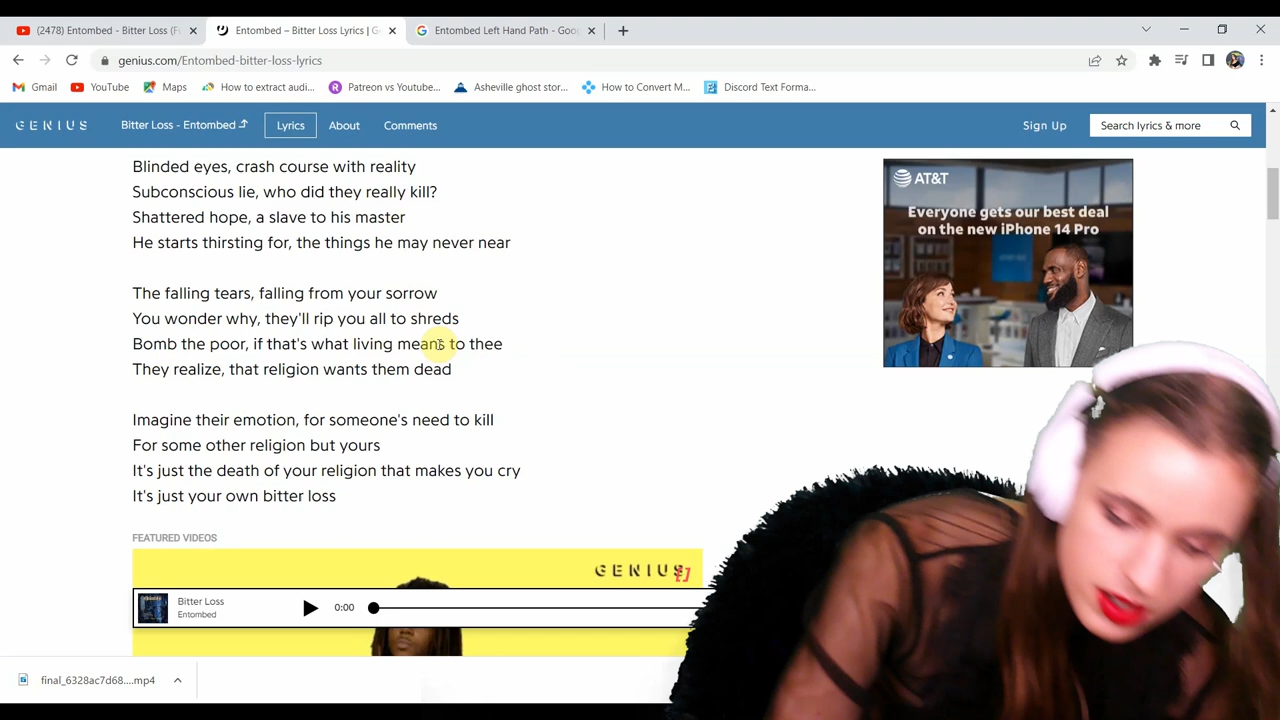 (2478) Entombed - Bitter Loss (F
Entombed – Bitter Loss Lyrics | G
Entombed Left Hand Path - Goo
genius.com/Entombed-bitter-loss-lyrics
Gmail
YouTube
Maps
How to extract audi...
Patreon vs Youtube...
Asheville ghost stor...
How to Convert M...
Discord Text Forma...
GENIUS
Bitter Loss - Entombed
Lyrics
About
Comments
Sign Up
Search lyrics & more
Blinded eyes, crash course with reality
Subconscious lie, who did they really kill?
Shattered hope, a slave to his master
He starts thirsting for, the things he may never near
The falling tears, falling from your sorrow
You wonder why, they'll rip you all to shreds
Bomb the poor, if that's what living means to thee
They realize, that religion wants them dead
Imagine their emotion, for someone's need to kill
For some other religion but yours
It's just the death of your religion that makes you cry
It's just your own bitter loss
AT&T
Everyone gets our best deal
on the new iPhone 14 Pro
FEATURED VIDEOS
GENIUS
Bitter Loss
Entombed
0:00
final_6328ac7d68....mp4